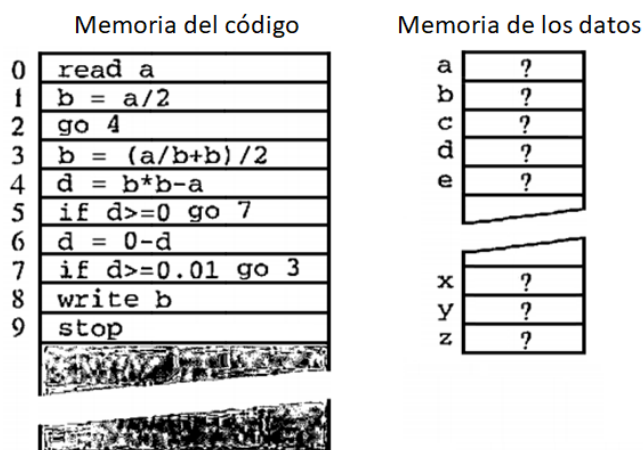 Memoria del código
0 read a
1 b = a/2
2 go 4
3 b = (a/b+b)/2
4 d = b*b-a
5 if d>=0 go 7
6 d = 0-d
7 if d>=0.01 go 3
8 write b
9 stop
Memoria de los datos
a ?
b ?
c ?
d ?
e ?
x ?
y ?
z ?